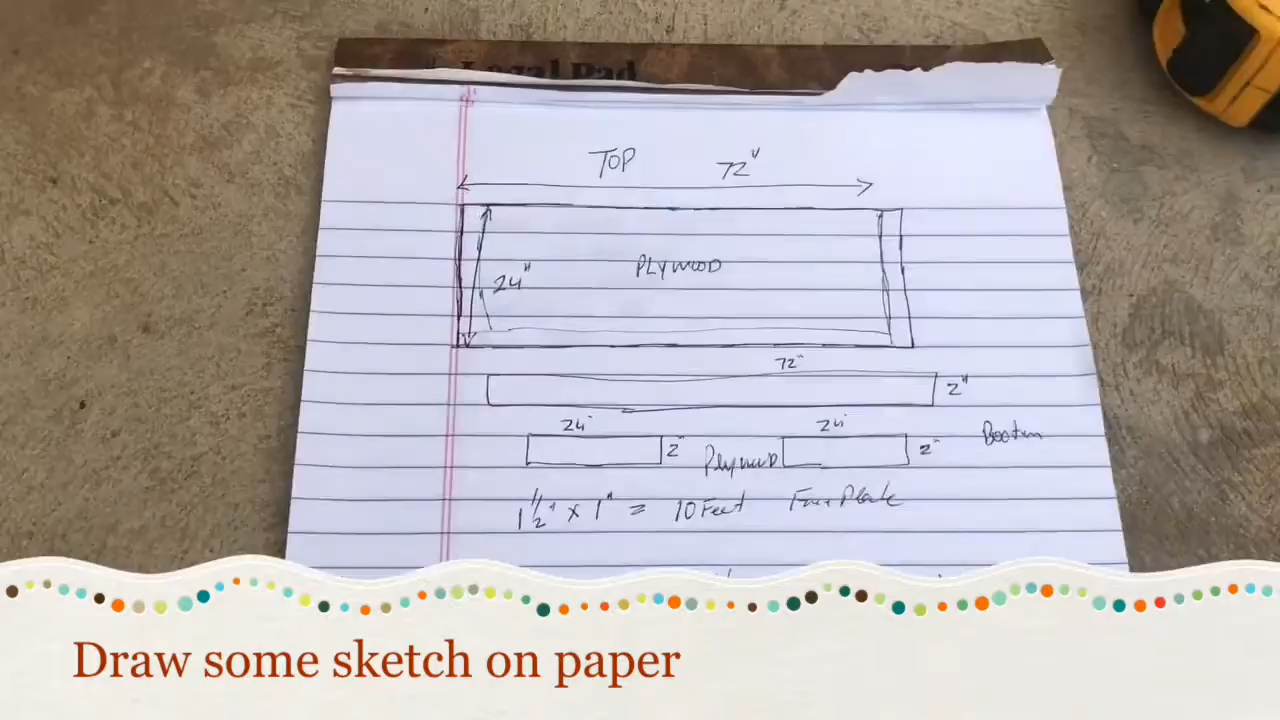 Legal Pad
TOP 72"
24" PLYWOOD
72"
2"
24" 24"
2" Plywood 2" Bootom
1 1/2" x 1" = 10 Feet Face Plate
Draw some sketch on paper